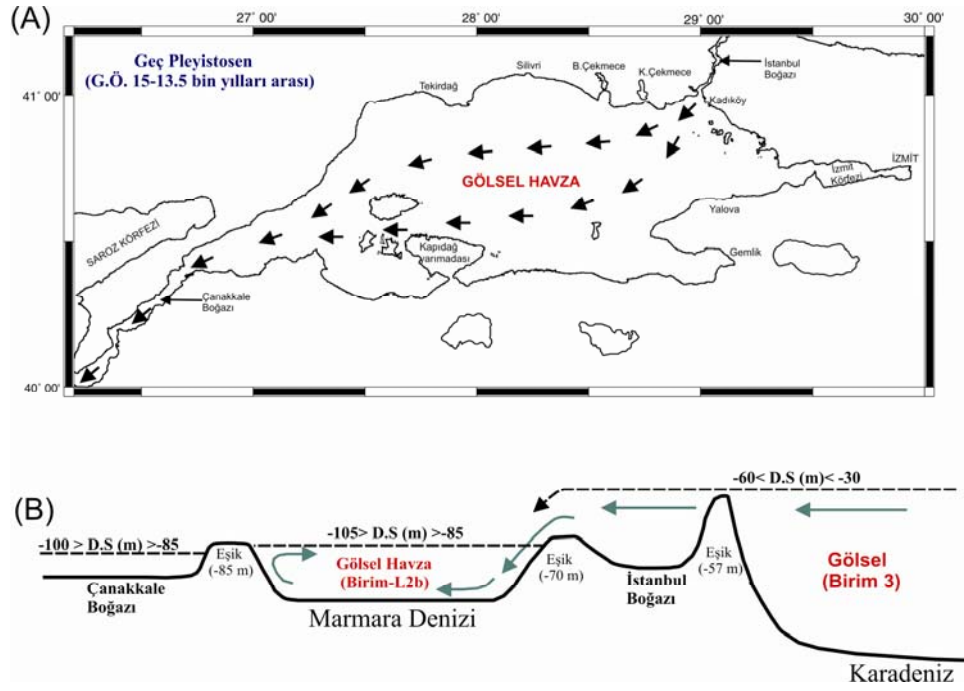 (A)
27° 00'
28° 00'
29° 00'
30° 00'
Geç Pleyistosen
(G.Ö. 15-13.5 bin yılları arası)
41° 00'
Tekirdağ
Silivri
B.Çekmece
K.Çekmece
İstanbul
Boğazı
Kadıköy
GÖLSEL HAVZA
İzmit
Körfezi
İZMİT
Yalova
SAROZ KÖRFEZİ
Kapıdağ
yarımadası
Gemlik
Çanakkale
Boğazı
40° 00'
(B)
-60< D.S (m)< -30
-100 > D.S (m) >-85
-105> D.S (m) >-85
Eşik
(-85 m)
Gölsel Havza
(Birim-L2b)
Eşik
(-70 m)
Eşik
(-57 m)
Gölsel
(Birim 3)
Çanakkale
Boğazı
İstanbul
Boğazı
Marmara Denizi
Karadeniz